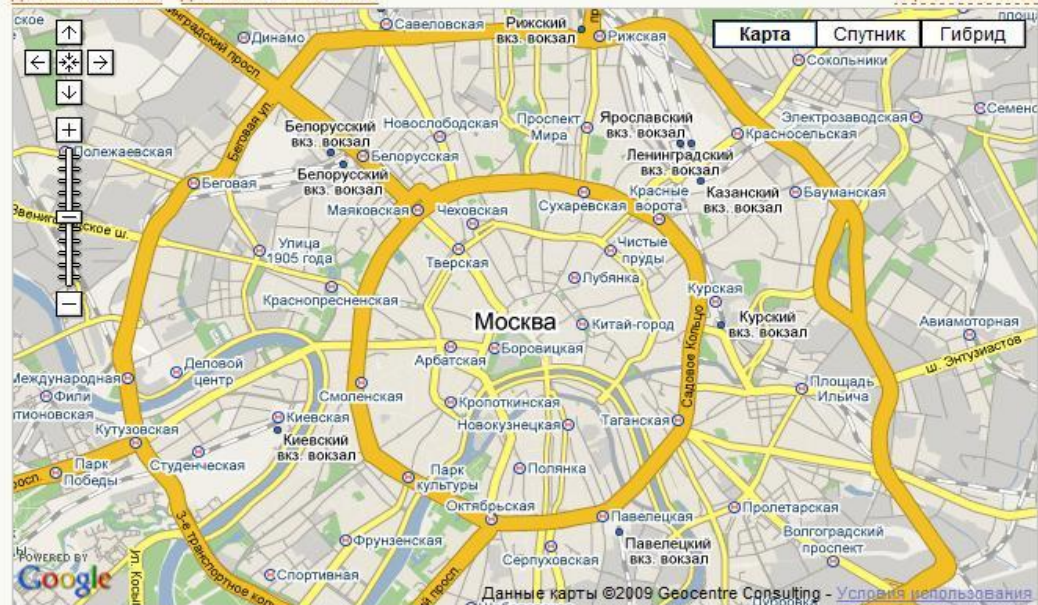 Савеловская
Рижский
вкз. вокзал
Рижская
Динамо
Карта
Спутник
Гибрид
Сокольники
Беговая ул.
Белорусский
вкз. вокзал
Новослободская
Проспект
Мира
Ярославский
вкз. вокзал
Электрозаводская
Красносельская
Белорусская
Белорусский
вкз. вокзал
Ленинградский
вкз. вокзал
Беговая
Маяковская
Чеховская
Сухаревская
Красные
ворота
Казанский
вкз. вокзал
Бауманская
Улица
1905 года
Тверская
Чистые
пруды
Лубянка
Краснопресненская
Курская
Москва
Китай-город
Курский
вкз. вокзал
Садовое Кольцо
Авиамоторная
ш. Энтузиастов
Арбатская
Боровицкая
Деловой
центр
Международная
Фили
Смоленская
Площадь
Ильича
Кропоткинская
Новокузнецкая
Таганская
Киевская
Киевский
вкз. вокзал
Кутузовская
Студенческая
Парк
Победы
Парк
культуры
Полянка
Октябрьская
Павелецкая
Пролетарская
Волгоградский
проспект
Павелецкий
вкз. вокзал
Серпуховская
Фрунзенская
Спортивная
POWERED BY
Google
Данные карты ©2009 Geocentre Consulting - Условия использования